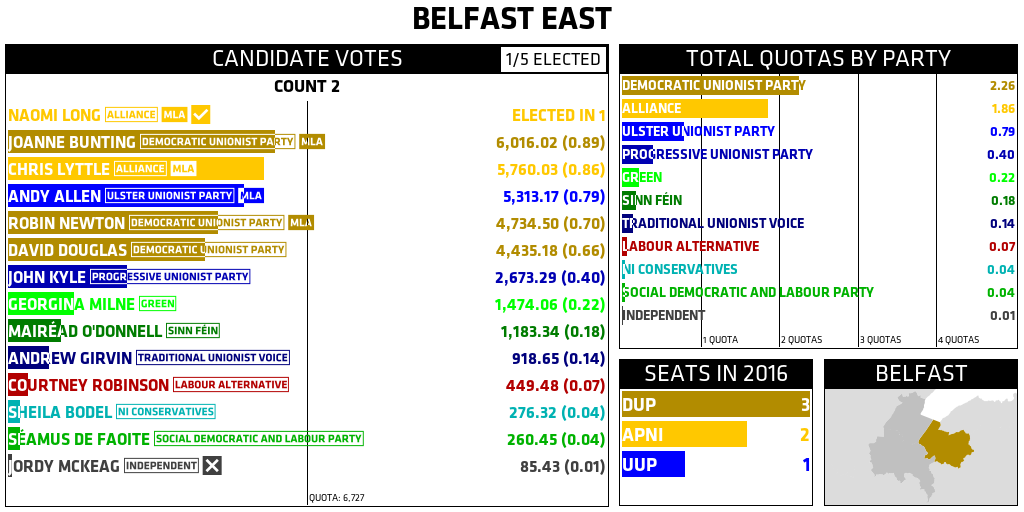 BELFAST EAST
CANDIDATE VOTES 1/5 ELECTED
COUNT 2
NAOMI LONG ALLIANCE MLA ELECTED IN 1
JOANNE BUNTING DEMOCRATIC UNIONIST PARTY MLA 6,016.02 (0.89)
CHRIS LYTTLE ALLIANCE MLA 5,760.03 (0.86)
ANDY ALLEN ULSTER UNIONIST PARTY MLA 5,313.17 (0.79)
ROBIN NEWTON DEMOCRATIC UNIONIST PARTY MLA 4,734.50 (0.70)
DAVID DOUGLAS DEMOCRATIC UNIONIST PARTY 4,435.18 (0.66)
JOHN KYLE PROGRESSIVE UNIONIST PARTY 2,673.29 (0.40)
GEORGINA MILNE GREEN 1,474.06 (0.22)
MAIRÉAD O'DONNELL SINN FÉIN 1,183.34 (0.18)
ANDREW GIRVIN TRADITIONAL UNIONIST VOICE 918.65 (0.14)
COURTNEY ROBINSON LABOUR ALTERNATIVE 449.48 (0.07)
SHEILA BODEL NI CONSERVATIVES 276.32 (0.04)
SÉAMUS DE FAOITE SOCIAL DEMOCRATIC AND LABOUR PARTY 260.45 (0.04)
JORDY MCKEAG INDEPENDENT 85.43 (0.01)
QUOTA: 6,727
TOTAL QUOTAS BY PARTY
DEMOCRATIC UNIONIST PARTY 2.26
ALLIANCE 1.86
ULSTER UNIONIST PARTY 0.79
PROGRESSIVE UNIONIST PARTY 0.40
GREEN 0.22
SINN FÉIN 0.18
TRADITIONAL UNIONIST VOICE 0.14
LABOUR ALTERNATIVE 0.07
NI CONSERVATIVES 0.04
SOCIAL DEMOCRATIC AND LABOUR PARTY 0.04
INDEPENDENT 0.01
1 QUOTA 2 QUOTAS 3 QUOTAS 4 QUOTAS
SEATS IN 2016
DUP 3
APNI 2
UUP 1
BELFAST